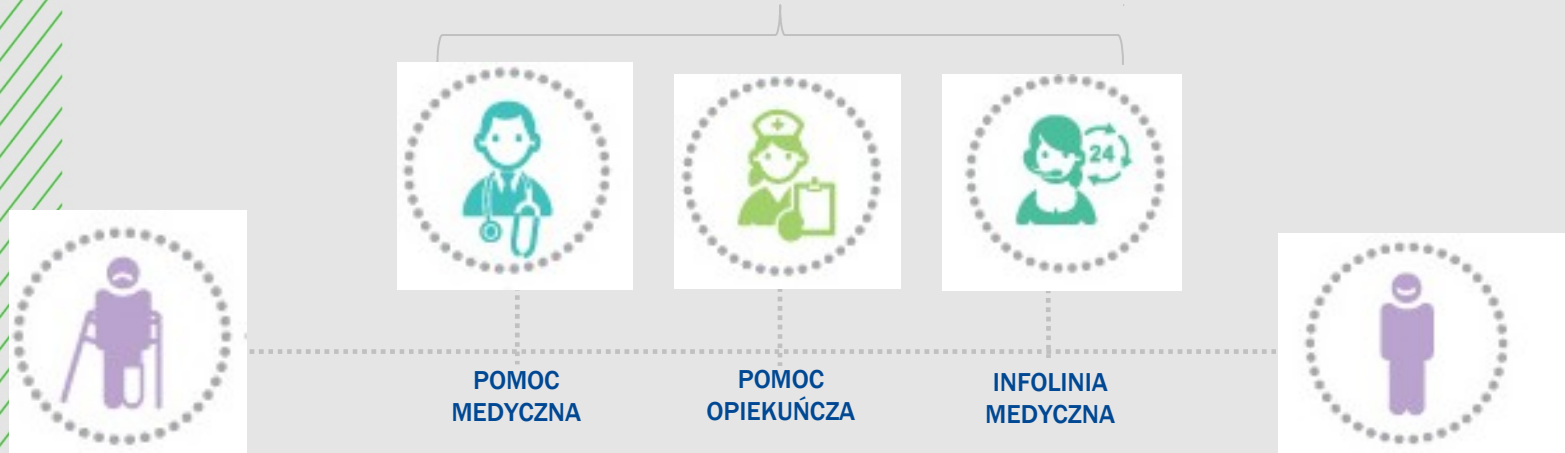 24
POMOC
MEDYCZNA
POMOC
OPIEKUŃCZA
INFOLINIA
MEDYCZNA